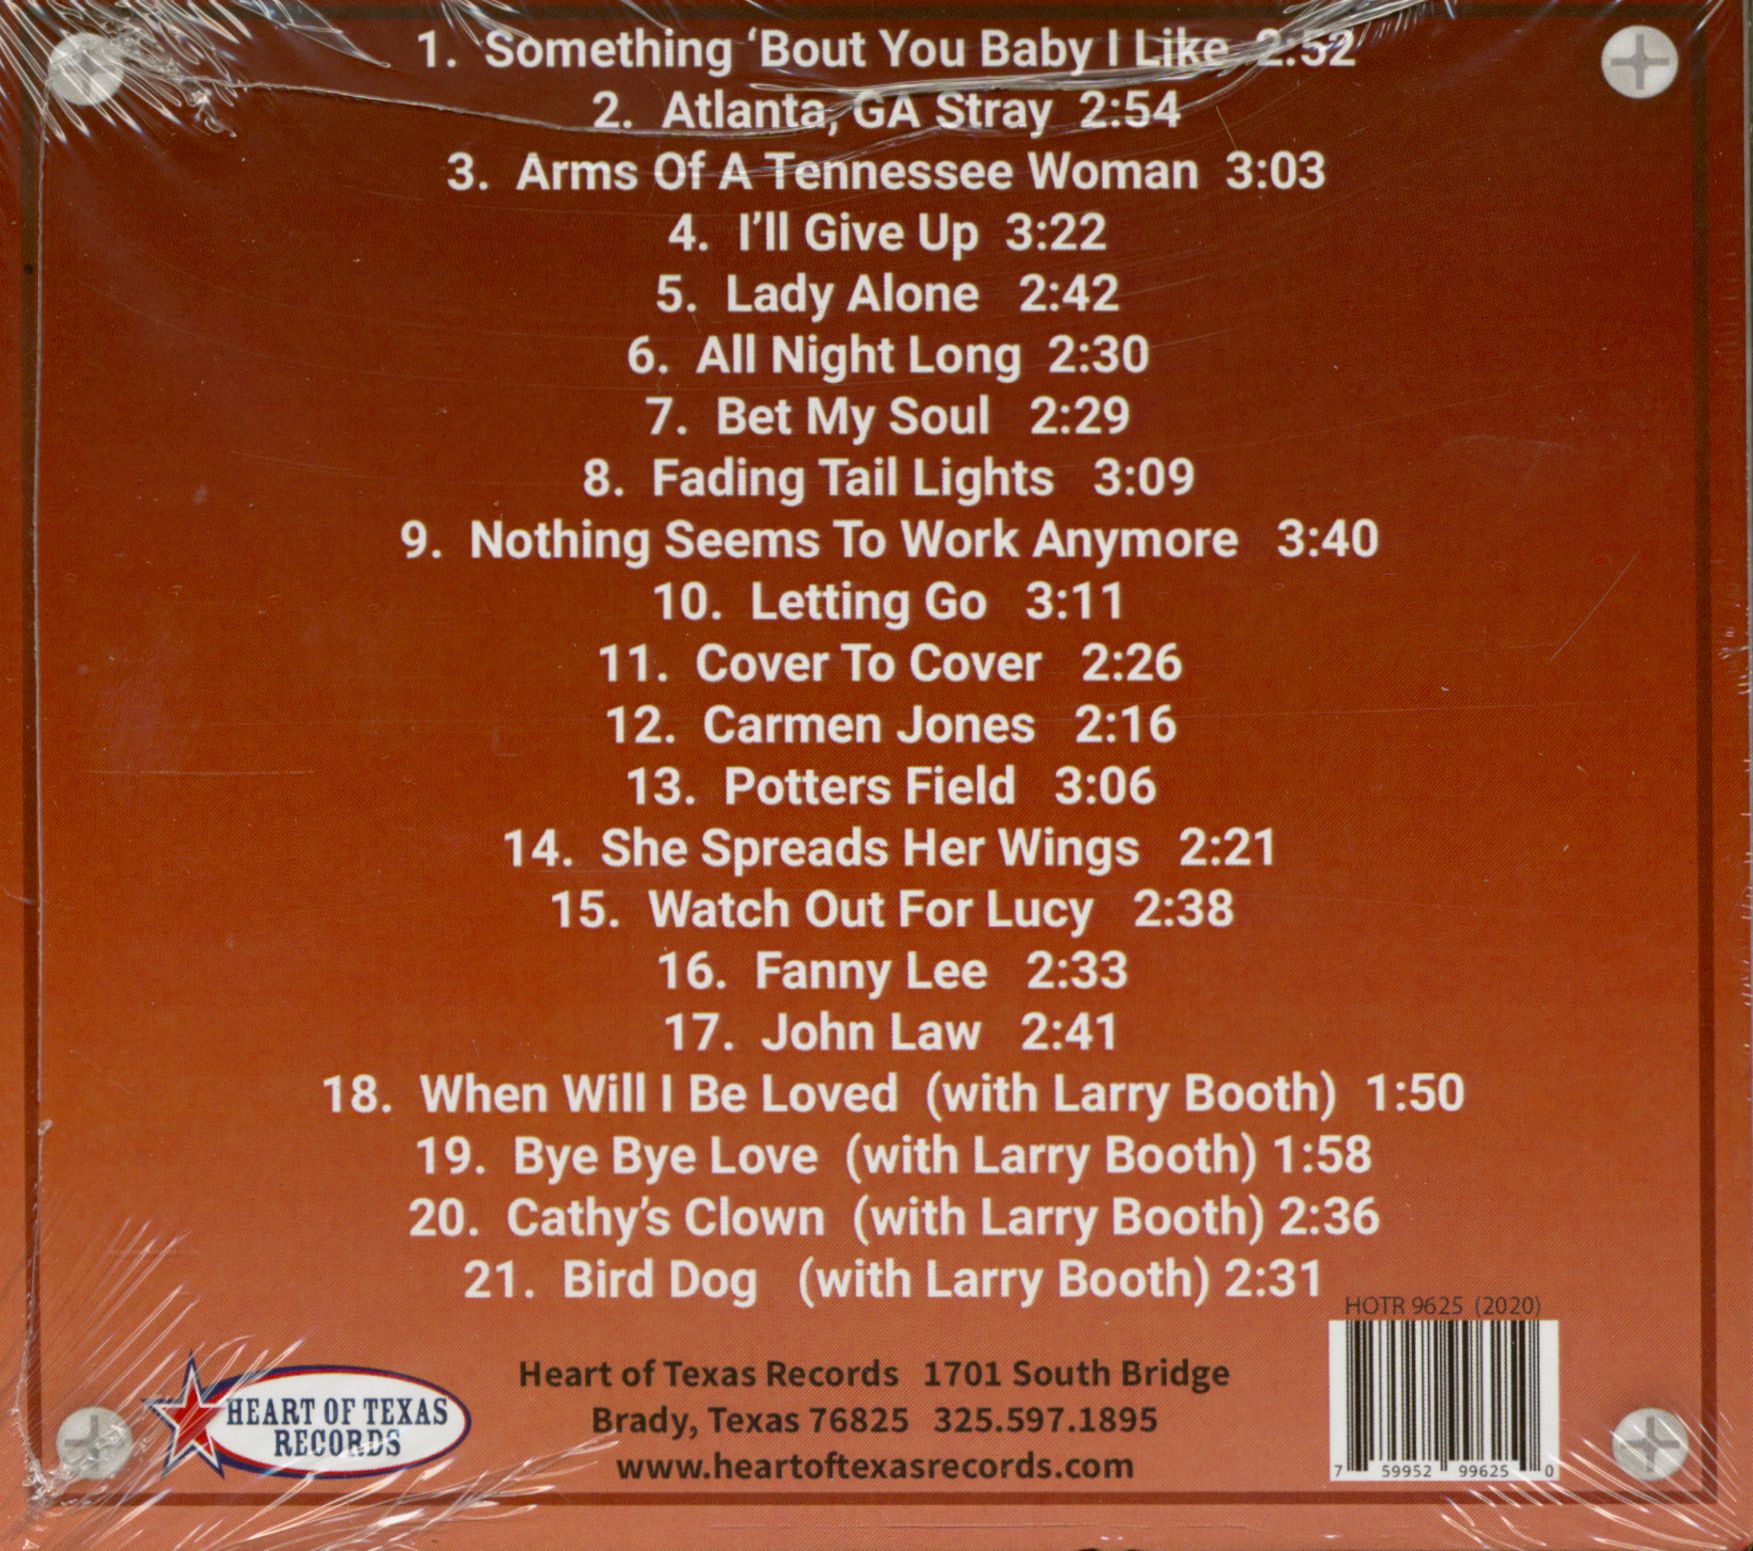 1. Something ‘Bout You Baby I Like 2:52
2. Atlanta, GA Stray 2:54
3. Arms Of A Tennessee Woman 3:03
4. I’ll Give Up 3:22
5. Lady Alone 2:42
6. All Night Long 2:30
7. Bet My Soul 2:29
8. Fading Tail Lights 3:09
9. Nothing Seems To Work Anymore 3:40
10. Letting Go 3:11
11. Cover To Cover 2:26
12. Carmen Jones 2:16
13. Potters Field 3:06
14. She Spreads Her Wings 2:21
15. Watch Out For Lucy 2:38
16. Fanny Lee 2:33
17. John Law 2:41
18. When Will I Be Loved (with Larry Booth) 1:50
19. Bye Bye Love (with Larry Booth) 1:58
20. Cathy’s Clown (with Larry Booth) 2:36
21. Bird Dog (with Larry Booth) 2:31
HOTR 9625 (2020)
HEART OF TEXAS
RECORDS
Heart of Texas Records 1701 South Bridge
Brady, Texas 76825 325.597.1895
www.heartoftexasrecords.com
7 59952 99625 0